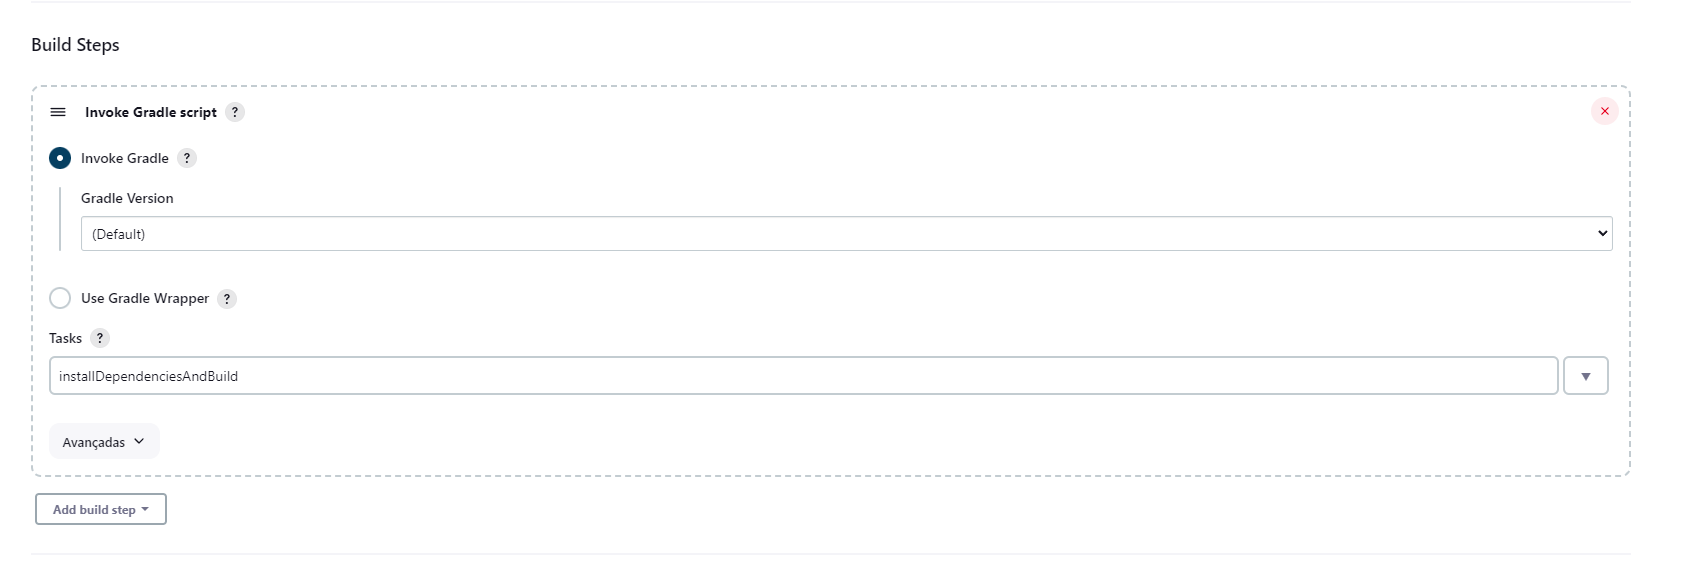 Build Steps
Invoke Gradle script ?
Invoke Gradle ?
Gradle Version
(Default)
Use Gradle Wrapper ?
Tasks ?
installDependenciesAndBuild
Avançadas
Add build step